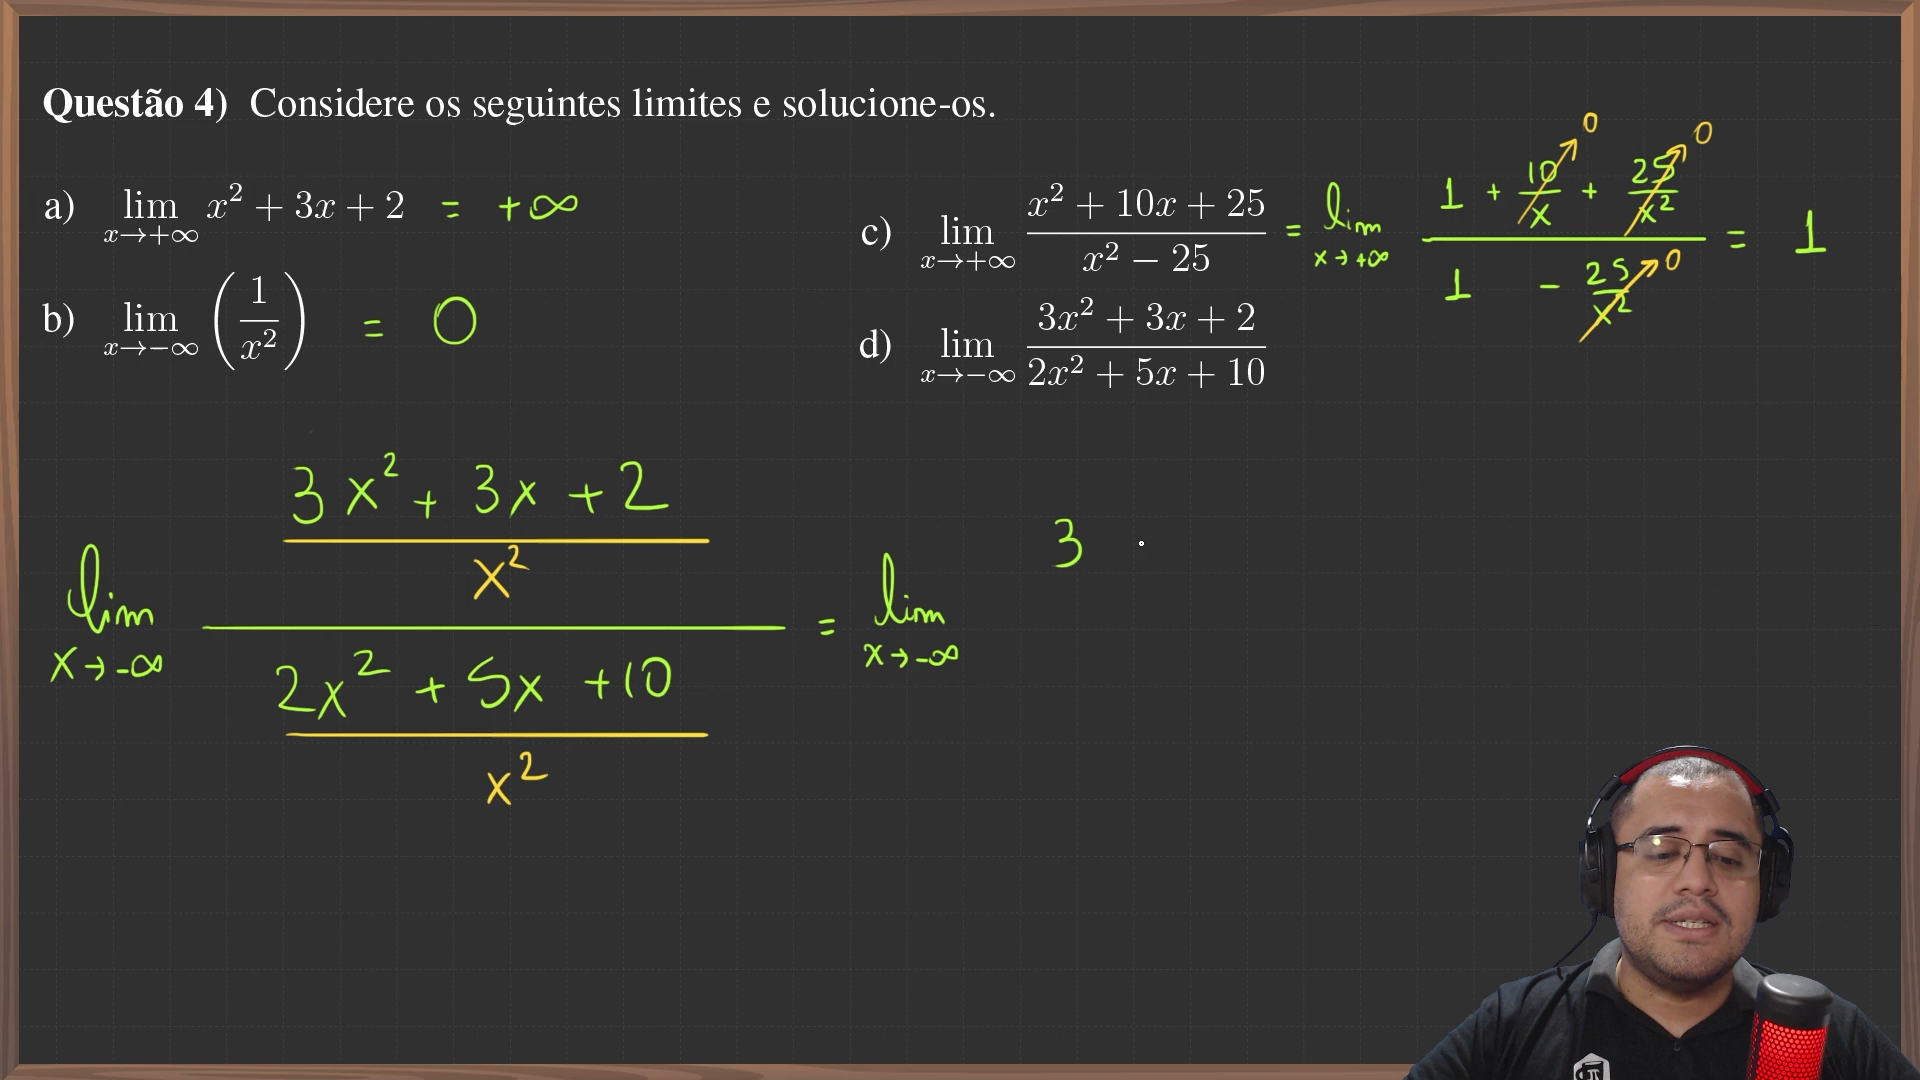 Questão 4) Considere os seguintes limites e solucione-os.
a) lim x→+∞ x² + 3x + 2 = +∞
b) lim x→−∞ (1/x²) = 0
c) lim x→+∞ (x² + 10x + 25)/(x² − 25) = lim x→+∞ (1 + 10/x→0 + 25/x²→0)/(1 − 25/x²→0) = 1
d) lim x→−∞ (3x² + 3x + 2)/(2x² + 5x + 10)
lim x→-∞ ((3x² + 3x + 2)/x²)/((2x² + 5x + 10)/x²) = lim x→-∞ 3